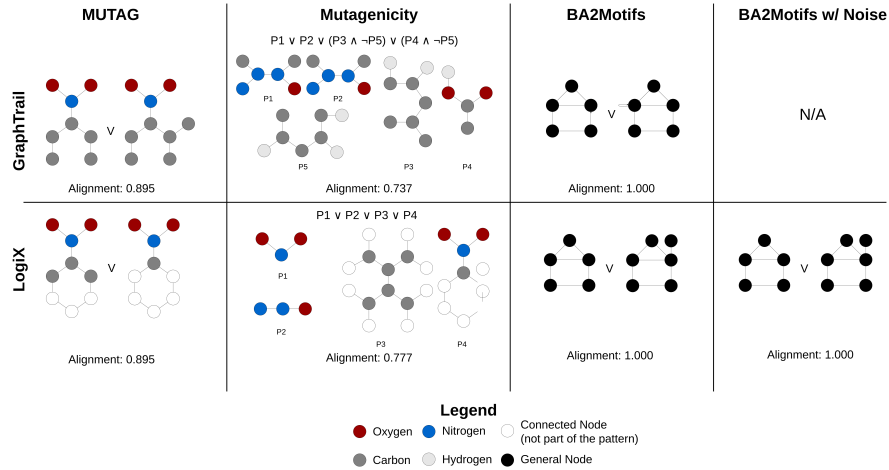 MUTAG
Mutagenicity
BA2Motifs
BA2Motifs w/ Noise
GraphTrail
V
Alignment: 0.895
P1 ∨ P2 ∨ (P3 ∧ ¬P5) ∨ (P4 ∧ ¬P5)
P1
P2
P5
P3
P4
Alignment: 0.737
V
Alignment: 1.000
N/A
LogiX
V
Alignment: 0.895
P1 ∨ P2 ∨ P3 ∨ P4
P1
P2
P3
P4
Alignment: 0.777
V
Alignment: 1.000
V
Alignment: 1.000
Legend
Oxygen
Nitrogen
Connected Node
(not part of the pattern)
Carbon
Hydrogen
General Node